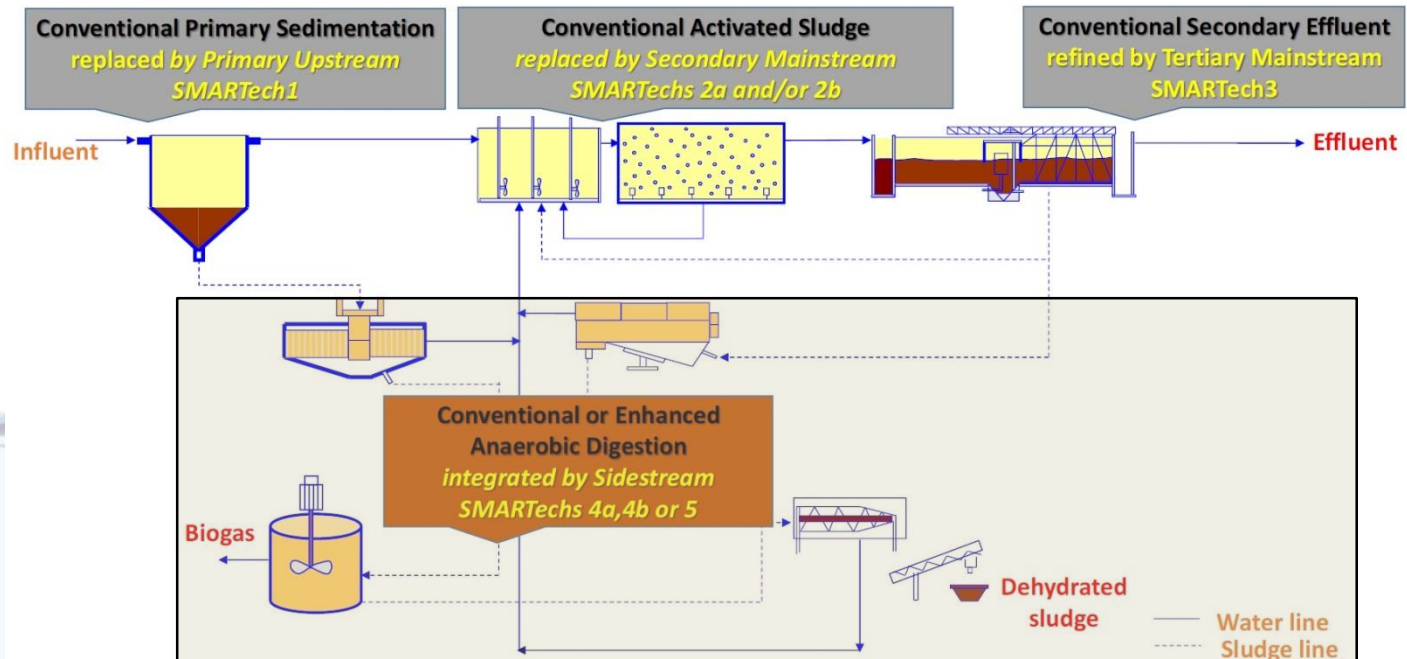 Conventional Primary Sedimentation
replaced by Primary Upstream
SMARTech1
Conventional Activated Sludge
replaced by Secondary Mainstream
SMARTechs 2a and/or 2b
Conventional Secondary Effluent
refined by Tertiary Mainstream
SMARTech3
Influent
Effluent
Conventional or Enhanced
Anaerobic Digestion
integrated by Sidestream
SMARTechs 4a,4b or 5
Biogas
Dehydrated
sludge
Water line
Sludge line